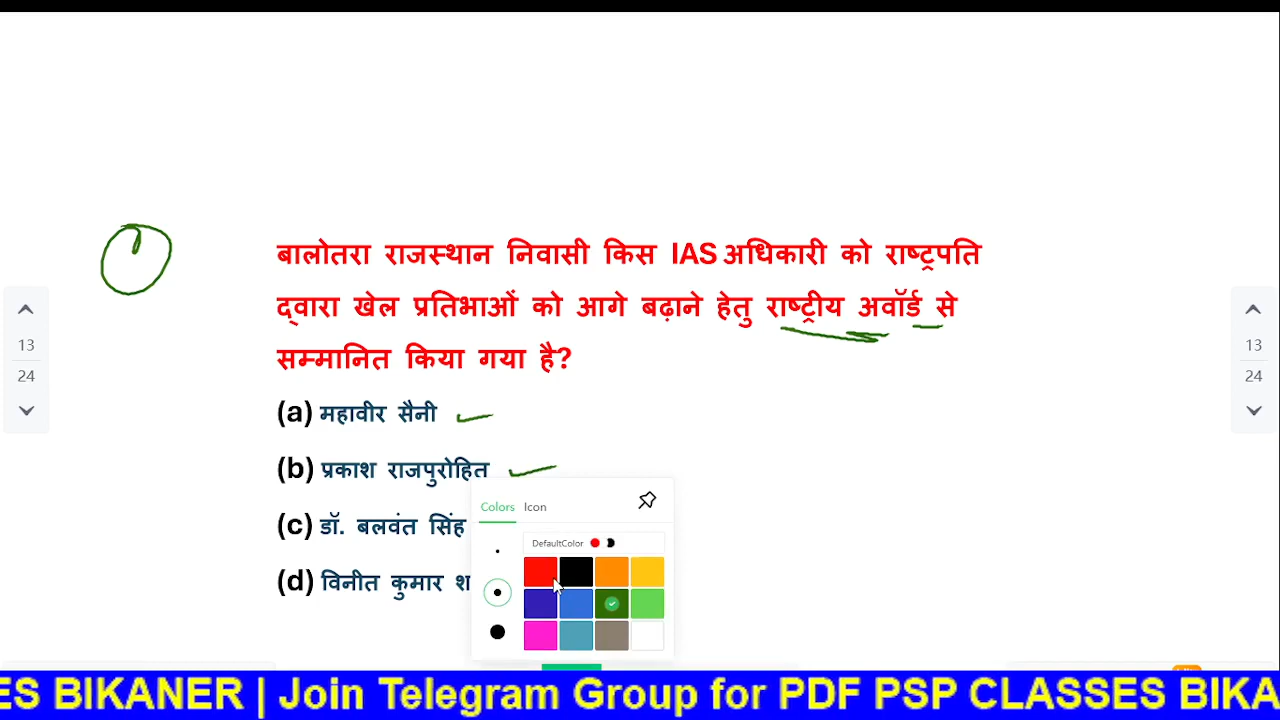 बालोतरा राजस्थान निवासी किस IAS अधिकारी को राष्ट्रपति
द्वारा खेल प्रतिभाओं को आगे बढ़ाने हेतु राष्ट्रीय अवॉर्ड से
सम्मानित किया गया है?
(a) महावीर सैनी
(b) प्रकाश राजपुरोहित
(c) डॉ. बलवंत सिंह
(d) विनीत कुमार श
Colors Icon
DefaultColor
13
24
13
24
ES BIKANER | Join Telegram Group for PDF PSP CLASSES BIKA